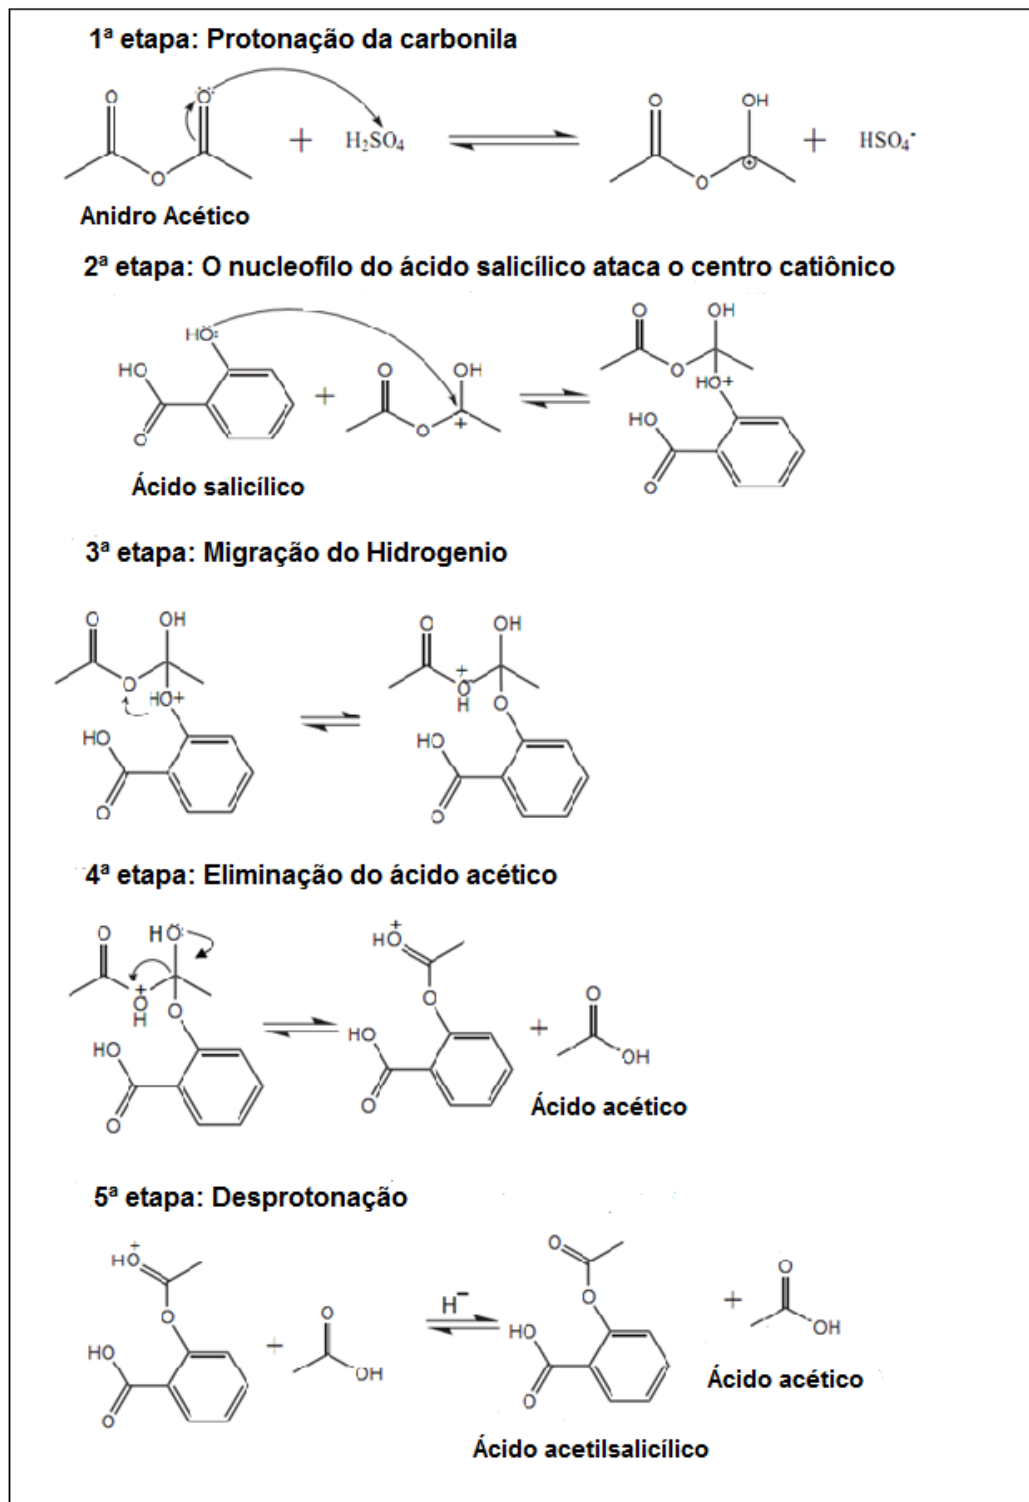 1ª etapa: Protonação da carbonila
O O + H₂SO₄ O OH + HSO₄⁻
O O ⊕
Anidro Acético
2ª etapa: O nucleofilo do ácido salicílico ataca o centro catiônico
HO: O OH
HO + O OH O HO+
O O + HO
Ácido salicílico O
3ª etapa: Migração do Hidrogenio
O OH O OH
O HO+ + O H O
HO HO
O O
4ª etapa: Eliminação do ácido acético
O HO: HO +
O + H O O O
HO HO + OH
O O Ácido acético
5ª etapa: Desprotonação
HO + O O
O O H⁻ O +
HO + OH HO OH
O O Ácido acético
Ácido acetilsalicílico